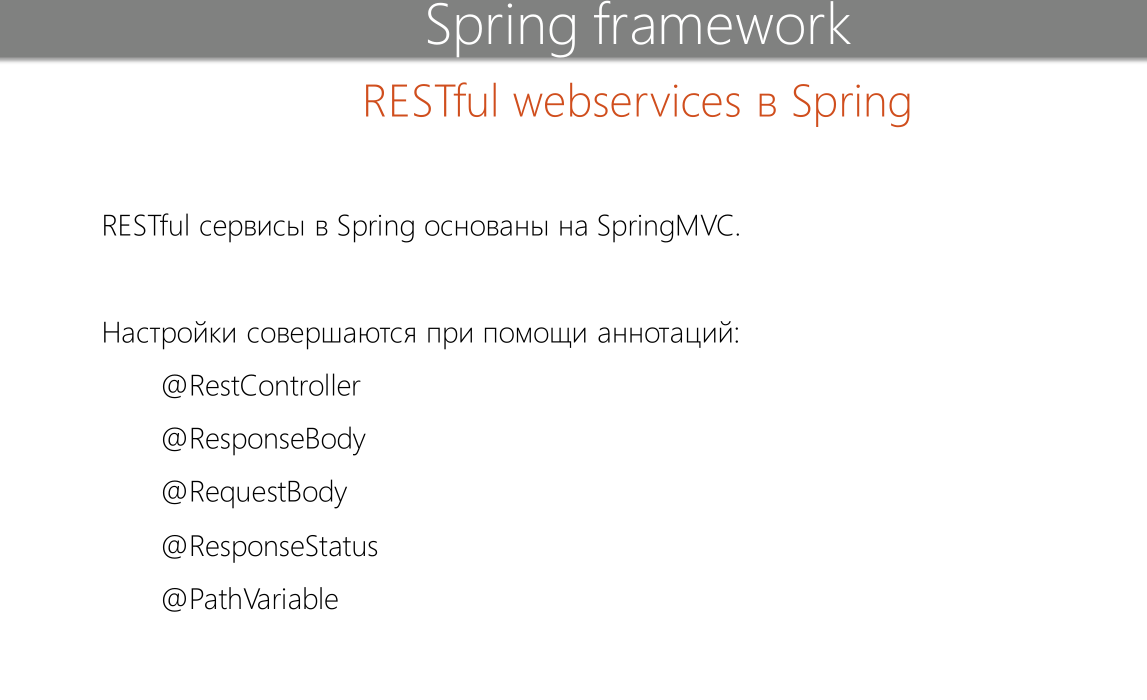 Spring framework
RESTful webservices в Spring
RESTful сервисы в Spring основаны на SpringMVC.
Настройки совершаются при помощи аннотаций:
@RestController
@ResponseBody
@RequestBody
@ResponseStatus
@PathVariable